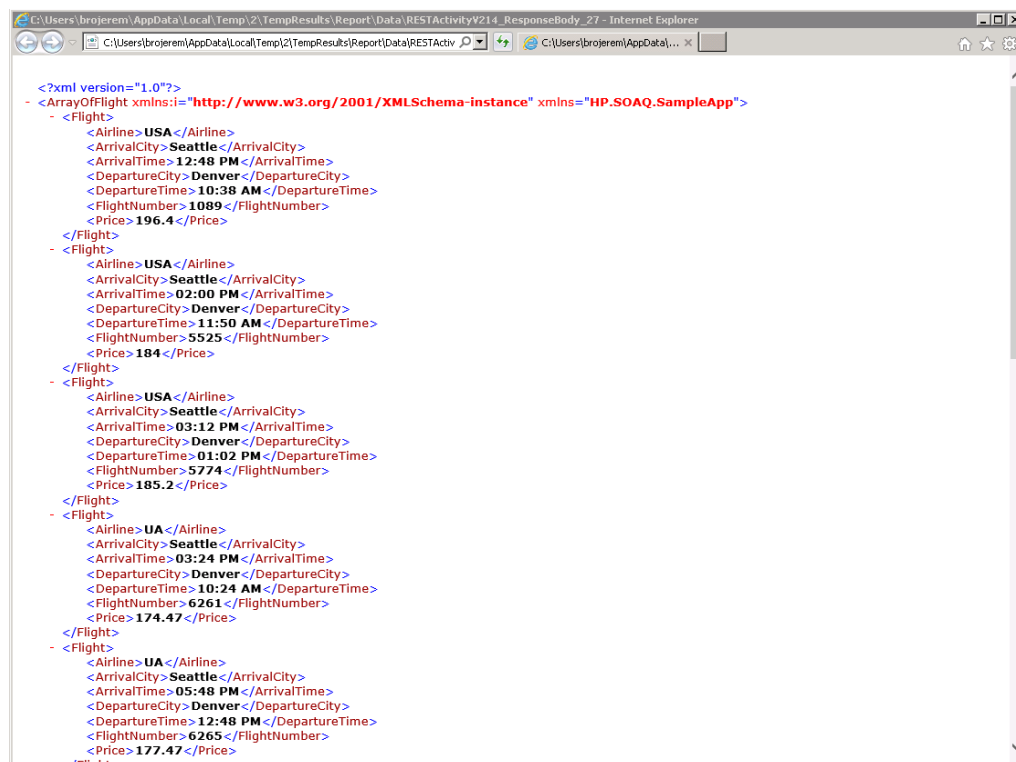 C:\Users\brojerem\AppData\Local\Temp\2\TempResults\Report\Data\RESTActivity¥214_ResponseBody_27 - Internet Explorer
C:\Users\brojerem\AppData\Local\Temp\2\TempResults\Report\Data\RESTActiv
C:\Users\brojerem\AppData\...
<?xml version="1.0"?>
- <ArrayOfFlight xmlns:i="http://www.w3.org/2001/XMLSchema-instance" xmlns="HP.SOAQ.SampleApp">
- <Flight>
<Airline>USA</Airline>
<ArrivalCity>Seattle</ArrivalCity>
<ArrivalTime>12:48 PM</ArrivalTime>
<DepartureCity>Denver</DepartureCity>
<DepartureTime>10:38 AM</DepartureTime>
<FlightNumber>1089</FlightNumber>
<Price>196.4</Price>
</Flight>
- <Flight>
<Airline>USA</Airline>
<ArrivalCity>Seattle</ArrivalCity>
<ArrivalTime>02:00 PM</ArrivalTime>
<DepartureCity>Denver</DepartureCity>
<DepartureTime>11:50 AM</DepartureTime>
<FlightNumber>5525</FlightNumber>
<Price>184</Price>
</Flight>
- <Flight>
<Airline>USA</Airline>
<ArrivalCity>Seattle</ArrivalCity>
<ArrivalTime>03:12 PM</ArrivalTime>
<DepartureCity>Denver</DepartureCity>
<DepartureTime>01:02 PM</DepartureTime>
<FlightNumber>5774</FlightNumber>
<Price>185.2</Price>
</Flight>
- <Flight>
<Airline>UA</Airline>
<ArrivalCity>Seattle</ArrivalCity>
<ArrivalTime>03:24 PM</ArrivalTime>
<DepartureCity>Denver</DepartureCity>
<DepartureTime>10:24 AM</DepartureTime>
<FlightNumber>6261</FlightNumber>
<Price>174.47</Price>
</Flight>
- <Flight>
<Airline>UA</Airline>
<ArrivalCity>Seattle</ArrivalCity>
<ArrivalTime>05:48 PM</ArrivalTime>
<DepartureCity>Denver</DepartureCity>
<DepartureTime>12:48 PM</DepartureTime>
<FlightNumber>6265</FlightNumber>
<Price>177.47</Price>